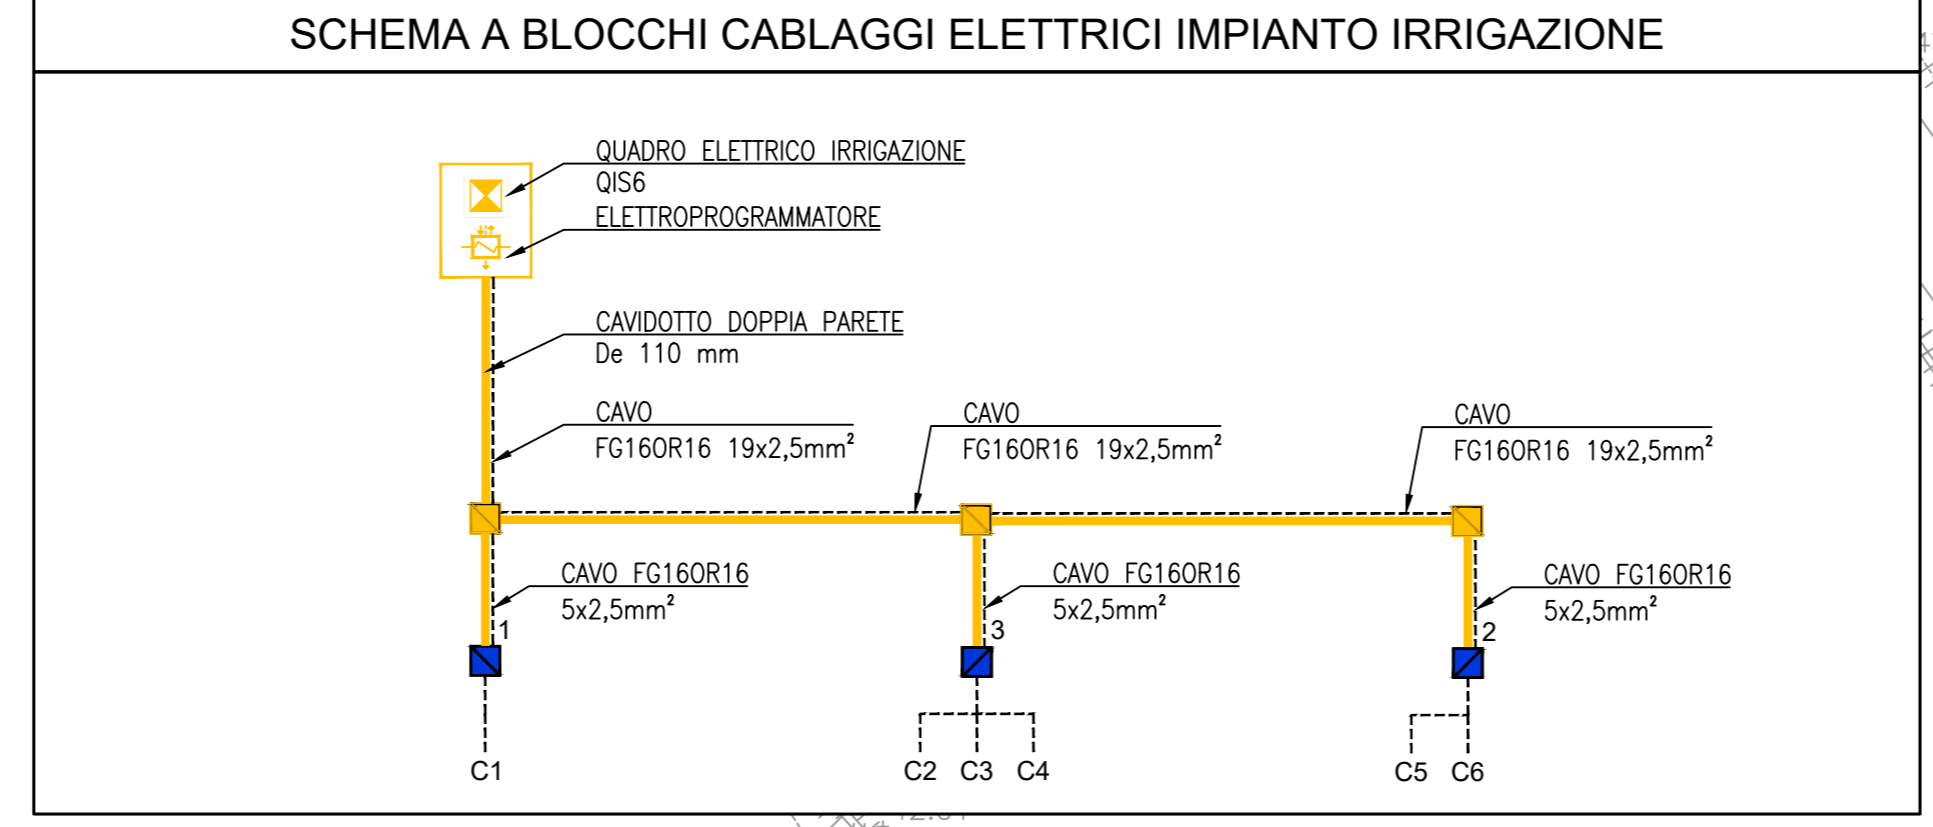 SCHEMA A BLOCCHI CABLAGGI ELETTRICI IMPIANTO IRRIGAZIONE
QUADRO ELETTRICO IRRIGAZIONE
QIS6
ELETTROPROGRAMMATORE
CAVIDOTTO DOPPIA PARETE
De 110 mm
CAVO
FG16OR16 19x2,5mm²
CAVO
FG16OR16 19x2,5mm²
CAVO
FG16OR16 19x2,5mm²
CAVO FG16OR16
5x2,5mm²
CAVO FG16OR16
5x2,5mm²
CAVO FG16OR16
5x2,5mm²
1
3
2
C1
C2 C3 C4
C5 C6